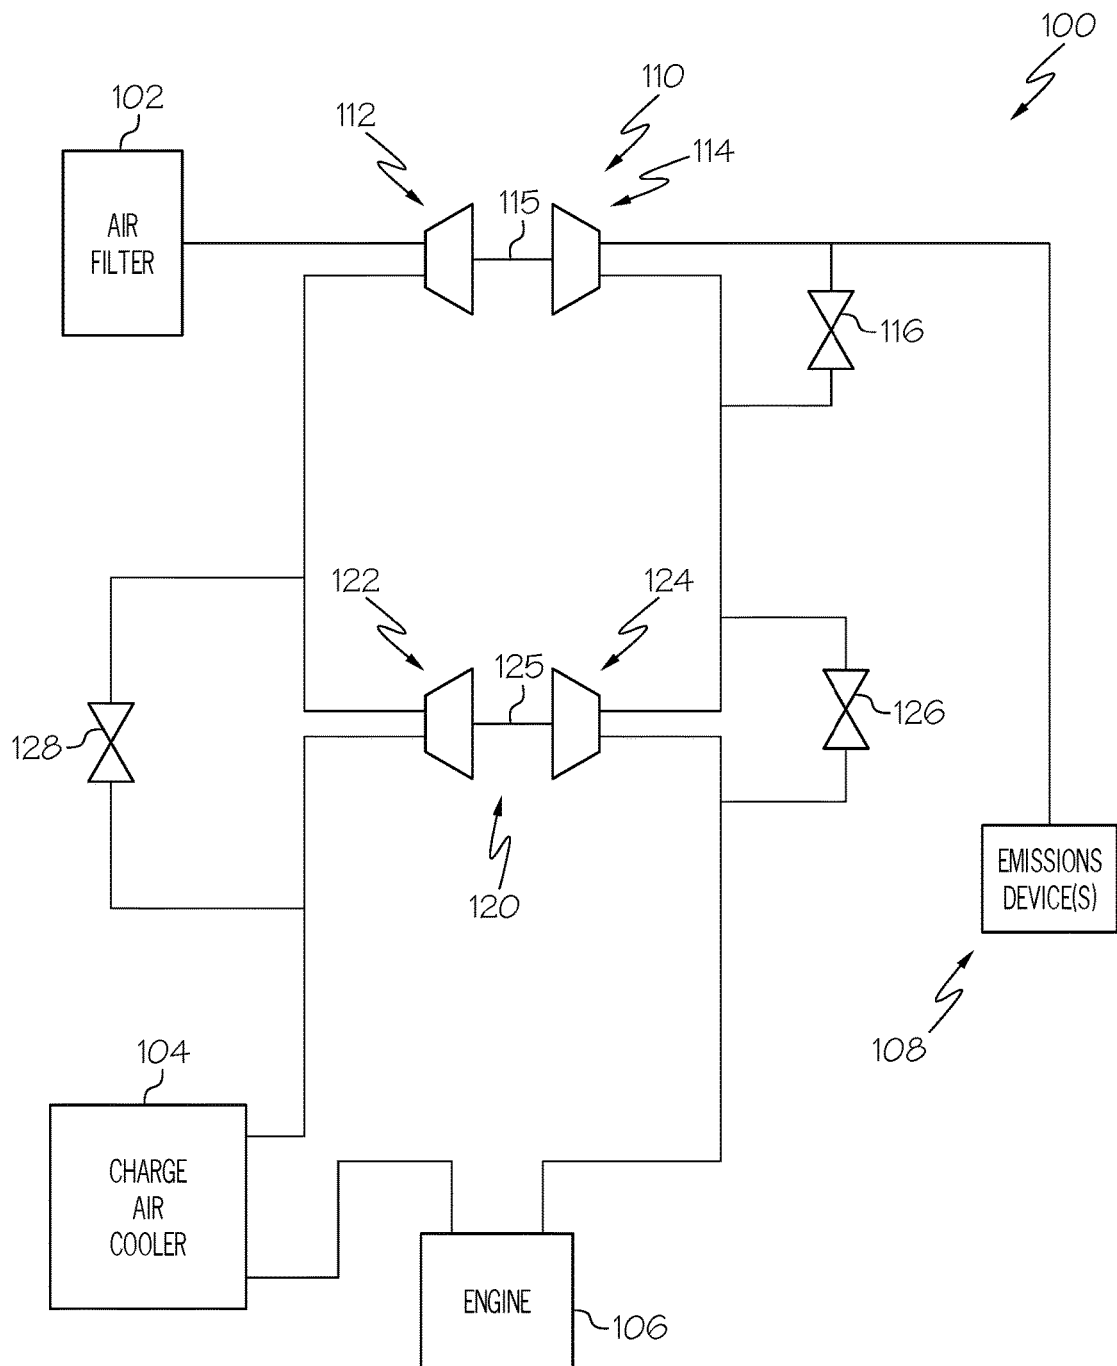 100
102
110
112
114
115
AIR
FILTER
116
122
124
125
126
128
120
EMISSIONS
DEVICE(S)
108
104
CHARGE
AIR
COOLER
ENGINE
106